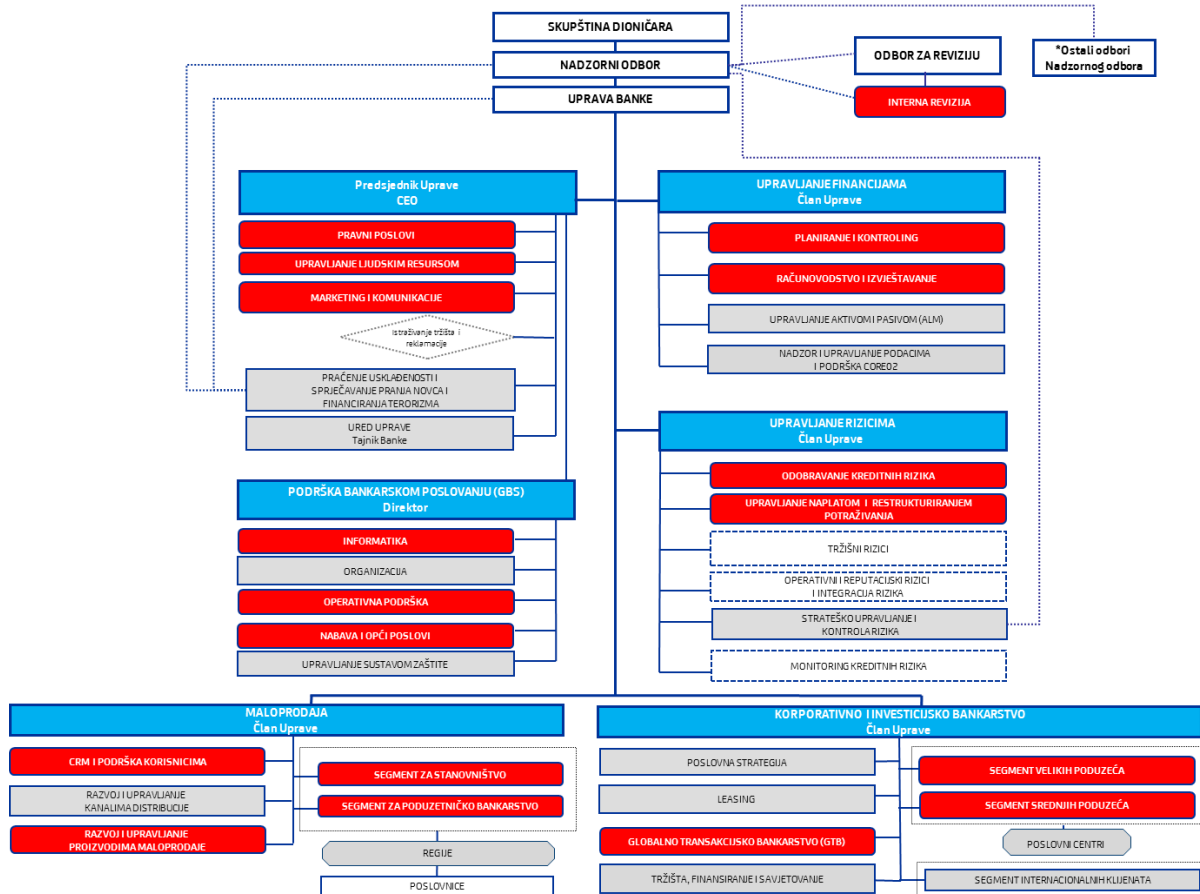 SKUPŠTINA DIONIČARA
NADZORNI ODBOR
UPRAVA BANKE
ODBOR ZA REVIZIJU
INTERNA REVIZIJA
*Ostali odbori
Nadzornog odbora
Predsjednik Uprave
CEO
PRAVNI POSLOVI
UPRAVLJANJE LJUDSKIM RESURSOM
MARKETING I KOMUNIKACIJE
Istraživanje tržišta i
reklamacije
PRAĆENJE USKLAĐENOSTI I
SPRJEČAVANJE PRANJA NOVCA I
FINANCIRANJA TERORIZMA
URED UPRAVE
Tajnik Banke
PODRŠKA BANKARSKOM POSLOVANJU (GBS)
Direktor
INFORMATIKA
ORGANIZACIJA
OPERATIVNA PODRŠKA
NABAVA I OPĆI POSLOVI
UPRAVLJANJE SUSTAVOM ZAŠTITE
UPRAVLJANJE FINANCIJAMA
Član Uprave
PLANIRANJE I KONTROLING
RAČUNOVODSTVO I IZVJEŠTAVANJE
UPRAVLJANJE AKTIVOM I PASIVOM (ALM)
NADZOR I UPRAVLJANJE PODACIMA
I PODRŠKA CORE02
UPRAVLJANJE RIZICIMA
Član Uprave
ODOBRAVANJE KREDITNIH RIZIKA
UPRAVLJANJE NAPLATOM I RESTRUKTURIRANJEM
POTRAŽIVANJA
TRŽIŠNI RIZICI
OPERATIVNI I REPUTACIJSKI RIZICI
I INTEGRACIJA RIZIKA
STRATEŠKO UPRAVLJANJE I
KONTROLA RIZIKA
MONITORING KREDITNIH RIZIKA
MALOPRODAJA
Član Uprave
CRM I PODRŠKA KORISNICIMA
RAZVOJ I UPRAVLJANJE
KANALIMA DISTRIBUCIJE
RAZVOJ I UPRAVLJANJE
PROIZVODIMA MALOPRODAJE
SEGMENT ZA STANOVNIŠTVO
SEGMENT ZA PODUZETNIČKO BANKARSTVO
REGIJE
POSLOVNICE
KORPORATIVNO I INVESTICIJSKO BANKARSTVO
Član Uprave
POSLOVNA STRATEGIJA
LEASING
GLOBALNO TRANSAKCIJSKO BANKARSTVO (GTB)
TRŽIŠTA, FINANSIRANJE I SAVJETOVANJE
SEGMENT VELIKIH PODUZEĆA
SEGMENT SREDNJIH PODUZEĆA
POSLOVNI CENTRI
SEGMENT INTERNACIONALNIH KLIJENATA